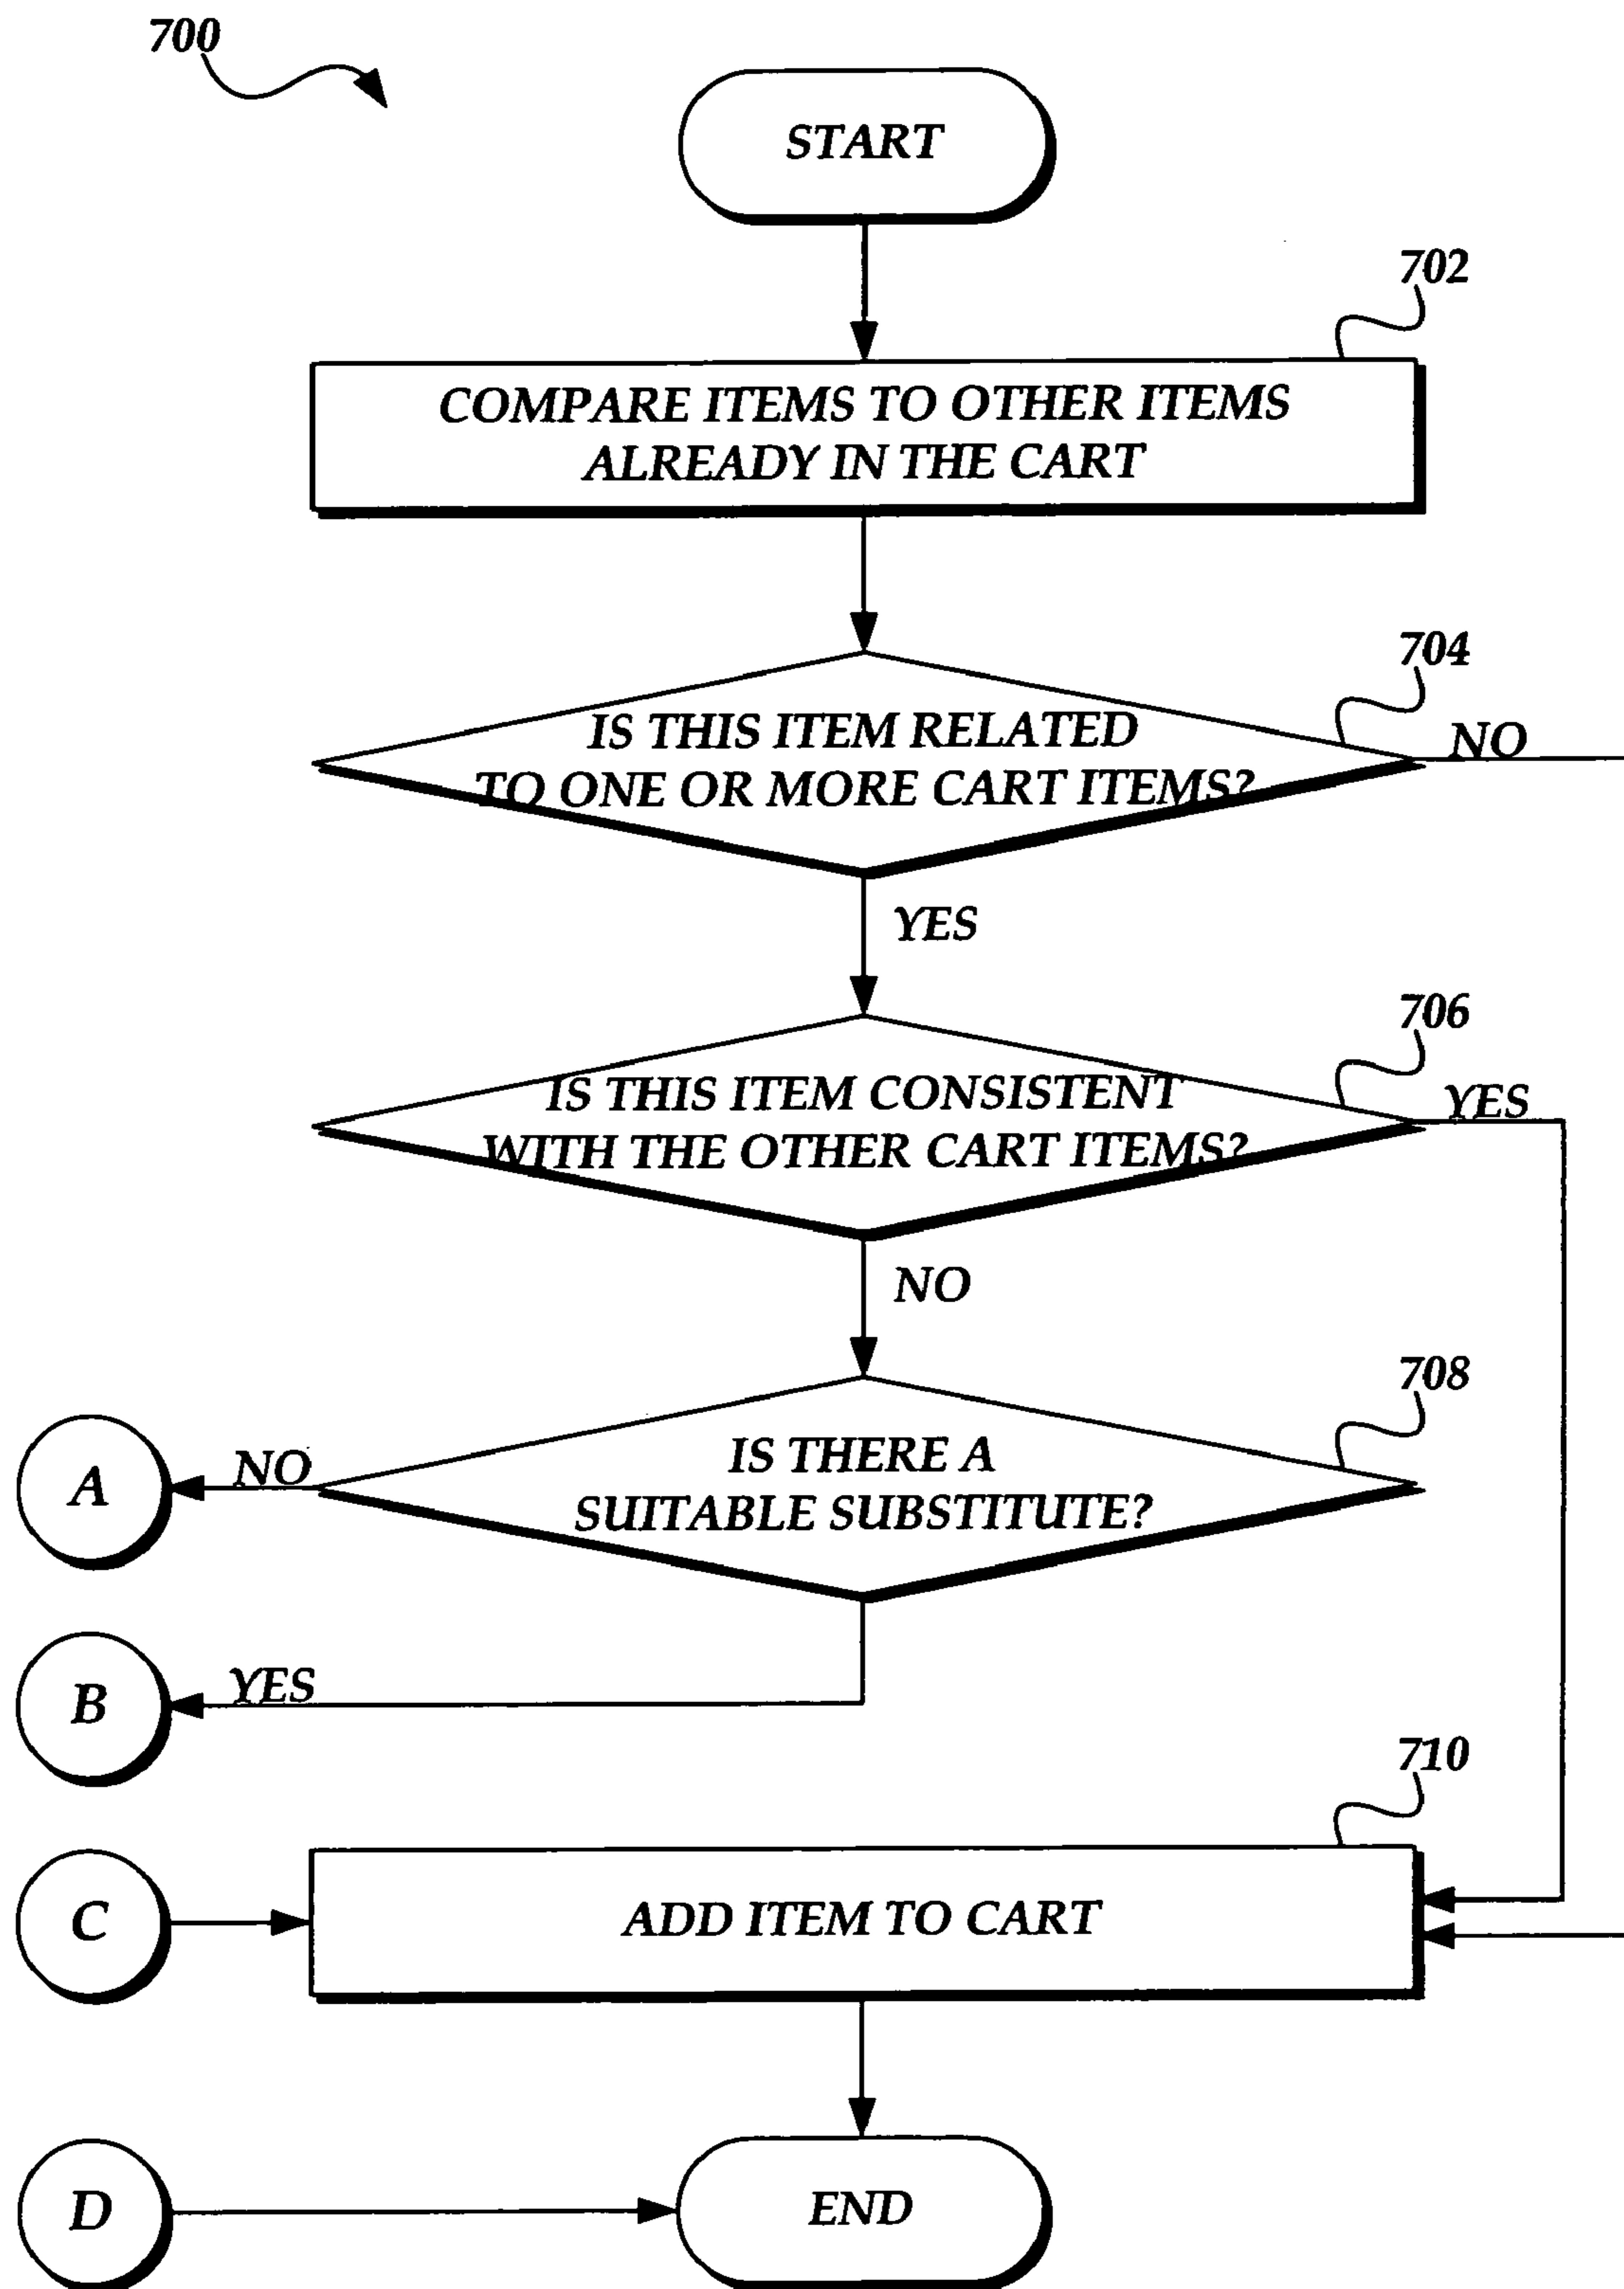 700
START
702
COMPARE ITEMS TO OTHER ITEMS
ALREADY IN THE CART
704
IS THIS ITEM RELATED
TO ONE OR MORE CART ITEMS?
NO
YES
706
IS THIS ITEM CONSISTENT
WITH THE OTHER CART ITEMS?
YES
NO
708
IS THERE A
SUITABLE SUBSTITUTE?
NO
A
YES
B
710
C
ADD ITEM TO CART
D
END